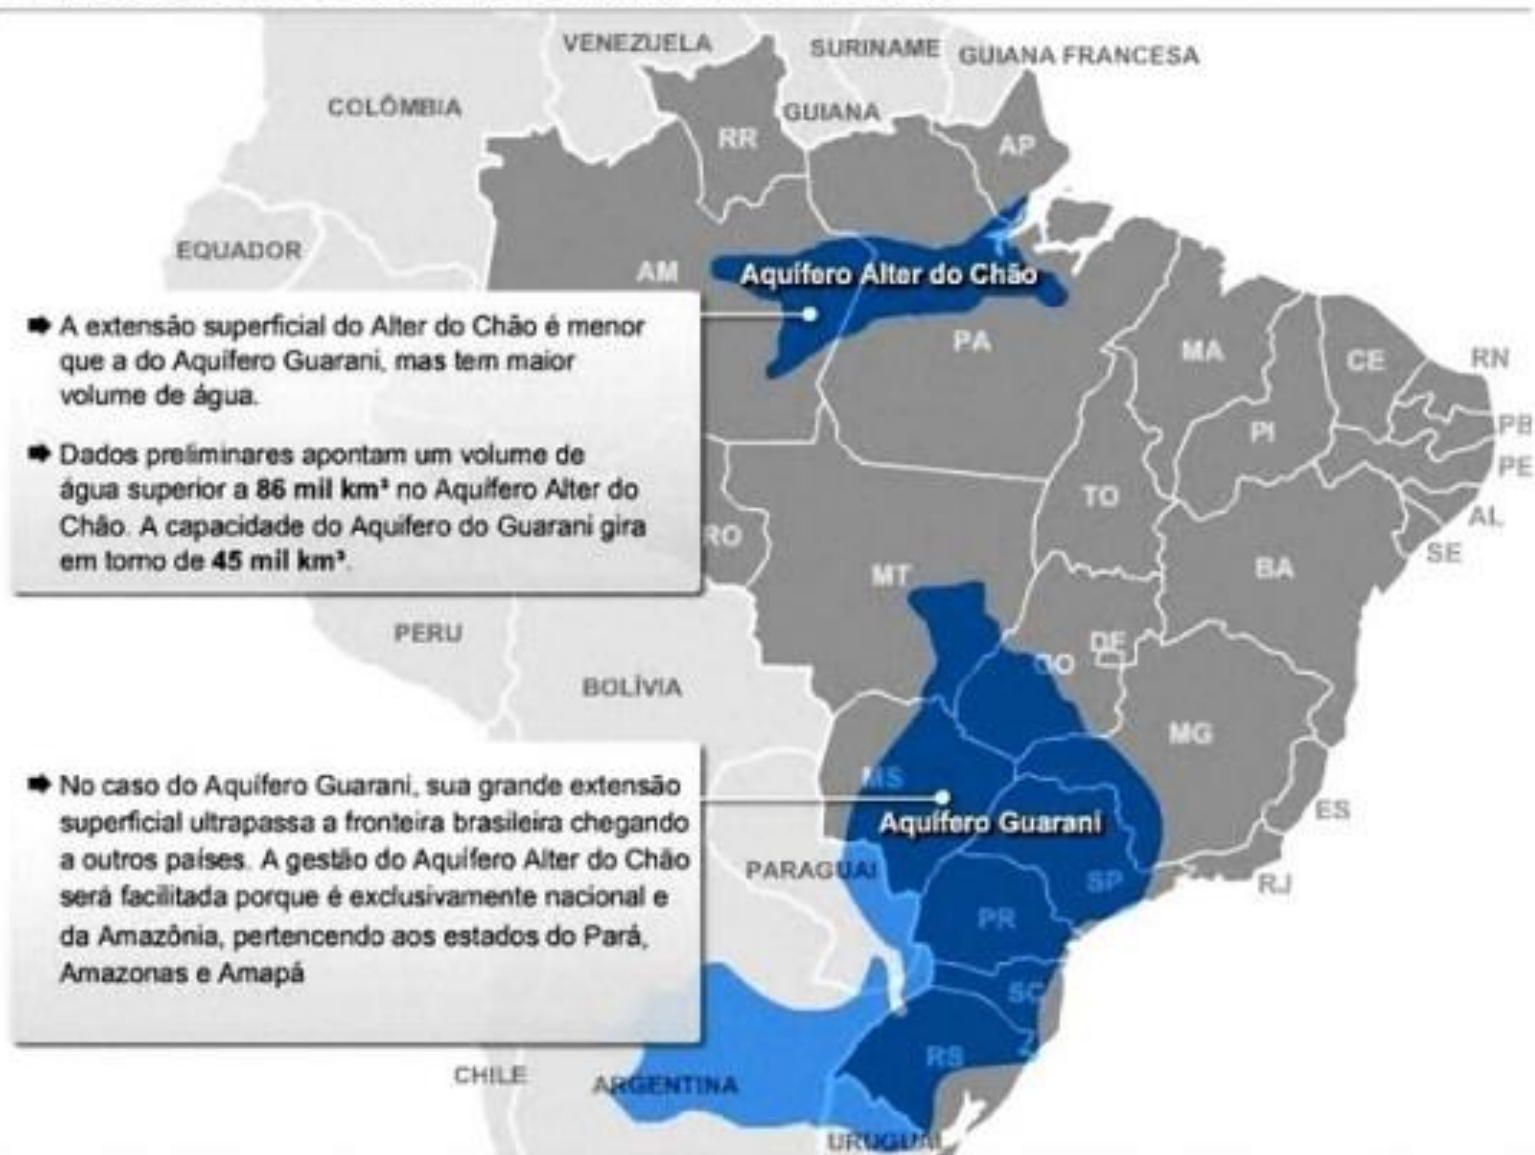 VENEZUELA
SURINAME
GUIANA FRANCESA
COLÔMBIA
GUIANA
RR
AP
EQUADOR
AM
Aquífero Alter do Chão
➡ A extensão superficial do Alter do Chão é menor
que a do Aquífero Guarani, mas tem maior
volume de água.
➡ Dados preliminares apontam um volume de
água superior a 86 mil km³ no Aquífero Alter do
Chão. A capacidade do Aquífero do Guarani gira
em torno de 45 mil km³.
PA
MA
CE
RN
PB
PI
PE
TO
AL
RO
SE
MT
BA
PERU
DF
GO
BOLÍVIA
MG
MS
ES
Aquífero Guarani
➡ No caso do Aquífero Guarani, sua grande extensão
superficial ultrapassa a fronteira brasileira chegando
a outros países. A gestão do Aquífero Alter do Chão
será facilitada porque é exclusivamente nacional e
da Amazônia, pertencendo aos estados do Pará,
Amazonas e Amapá
PARAGUAI
SP
RJ
PR
SC
RS
CHILE
ARGENTINA
URUGUAI